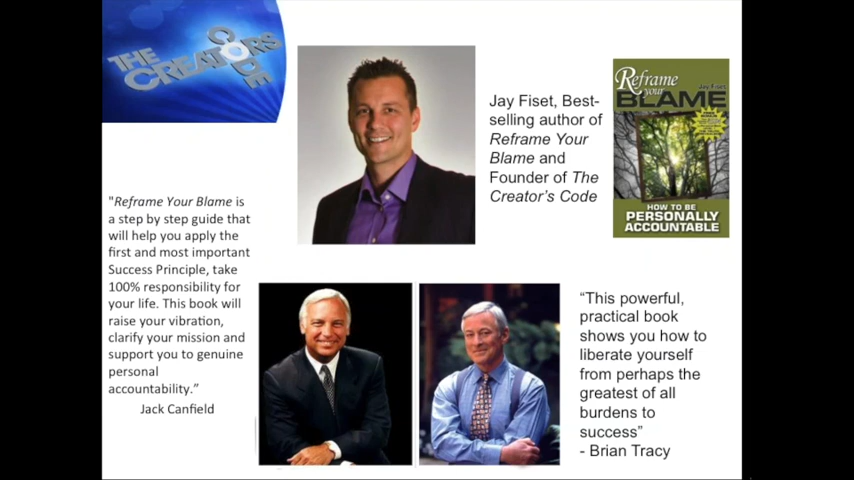 THE
CREATORS
CODE
Jay Fiset, Best-
selling author of
Reframe Your
Blame and
Founder of The
Creator's Code
Reframe
your
Jay Fiset
BLAME
HOW TO BE
PERSONALLY
ACCOUNTABLE
"Reframe Your Blame is
a step by step guide that
will help you apply the
first and most important
Success Principle, take
100% responsibility for
your life. This book will
raise your vibration,
clarify your mission and
support you to genuine
personal
accountability.”
Jack Canfield
“This powerful,
practical book
shows you how to
liberate yourself
from perhaps the
greatest of all
burdens to
success”
- Brian Tracy